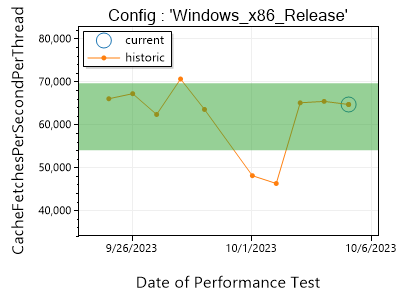 Config : 'Windows_x86_Release'
current
historic
CacheFetchesPerSecondPerThread
80,000
70,000
60,000
50,000
40,000
9/26/2023
10/1/2023
10/6/2023
Date of Performance Test